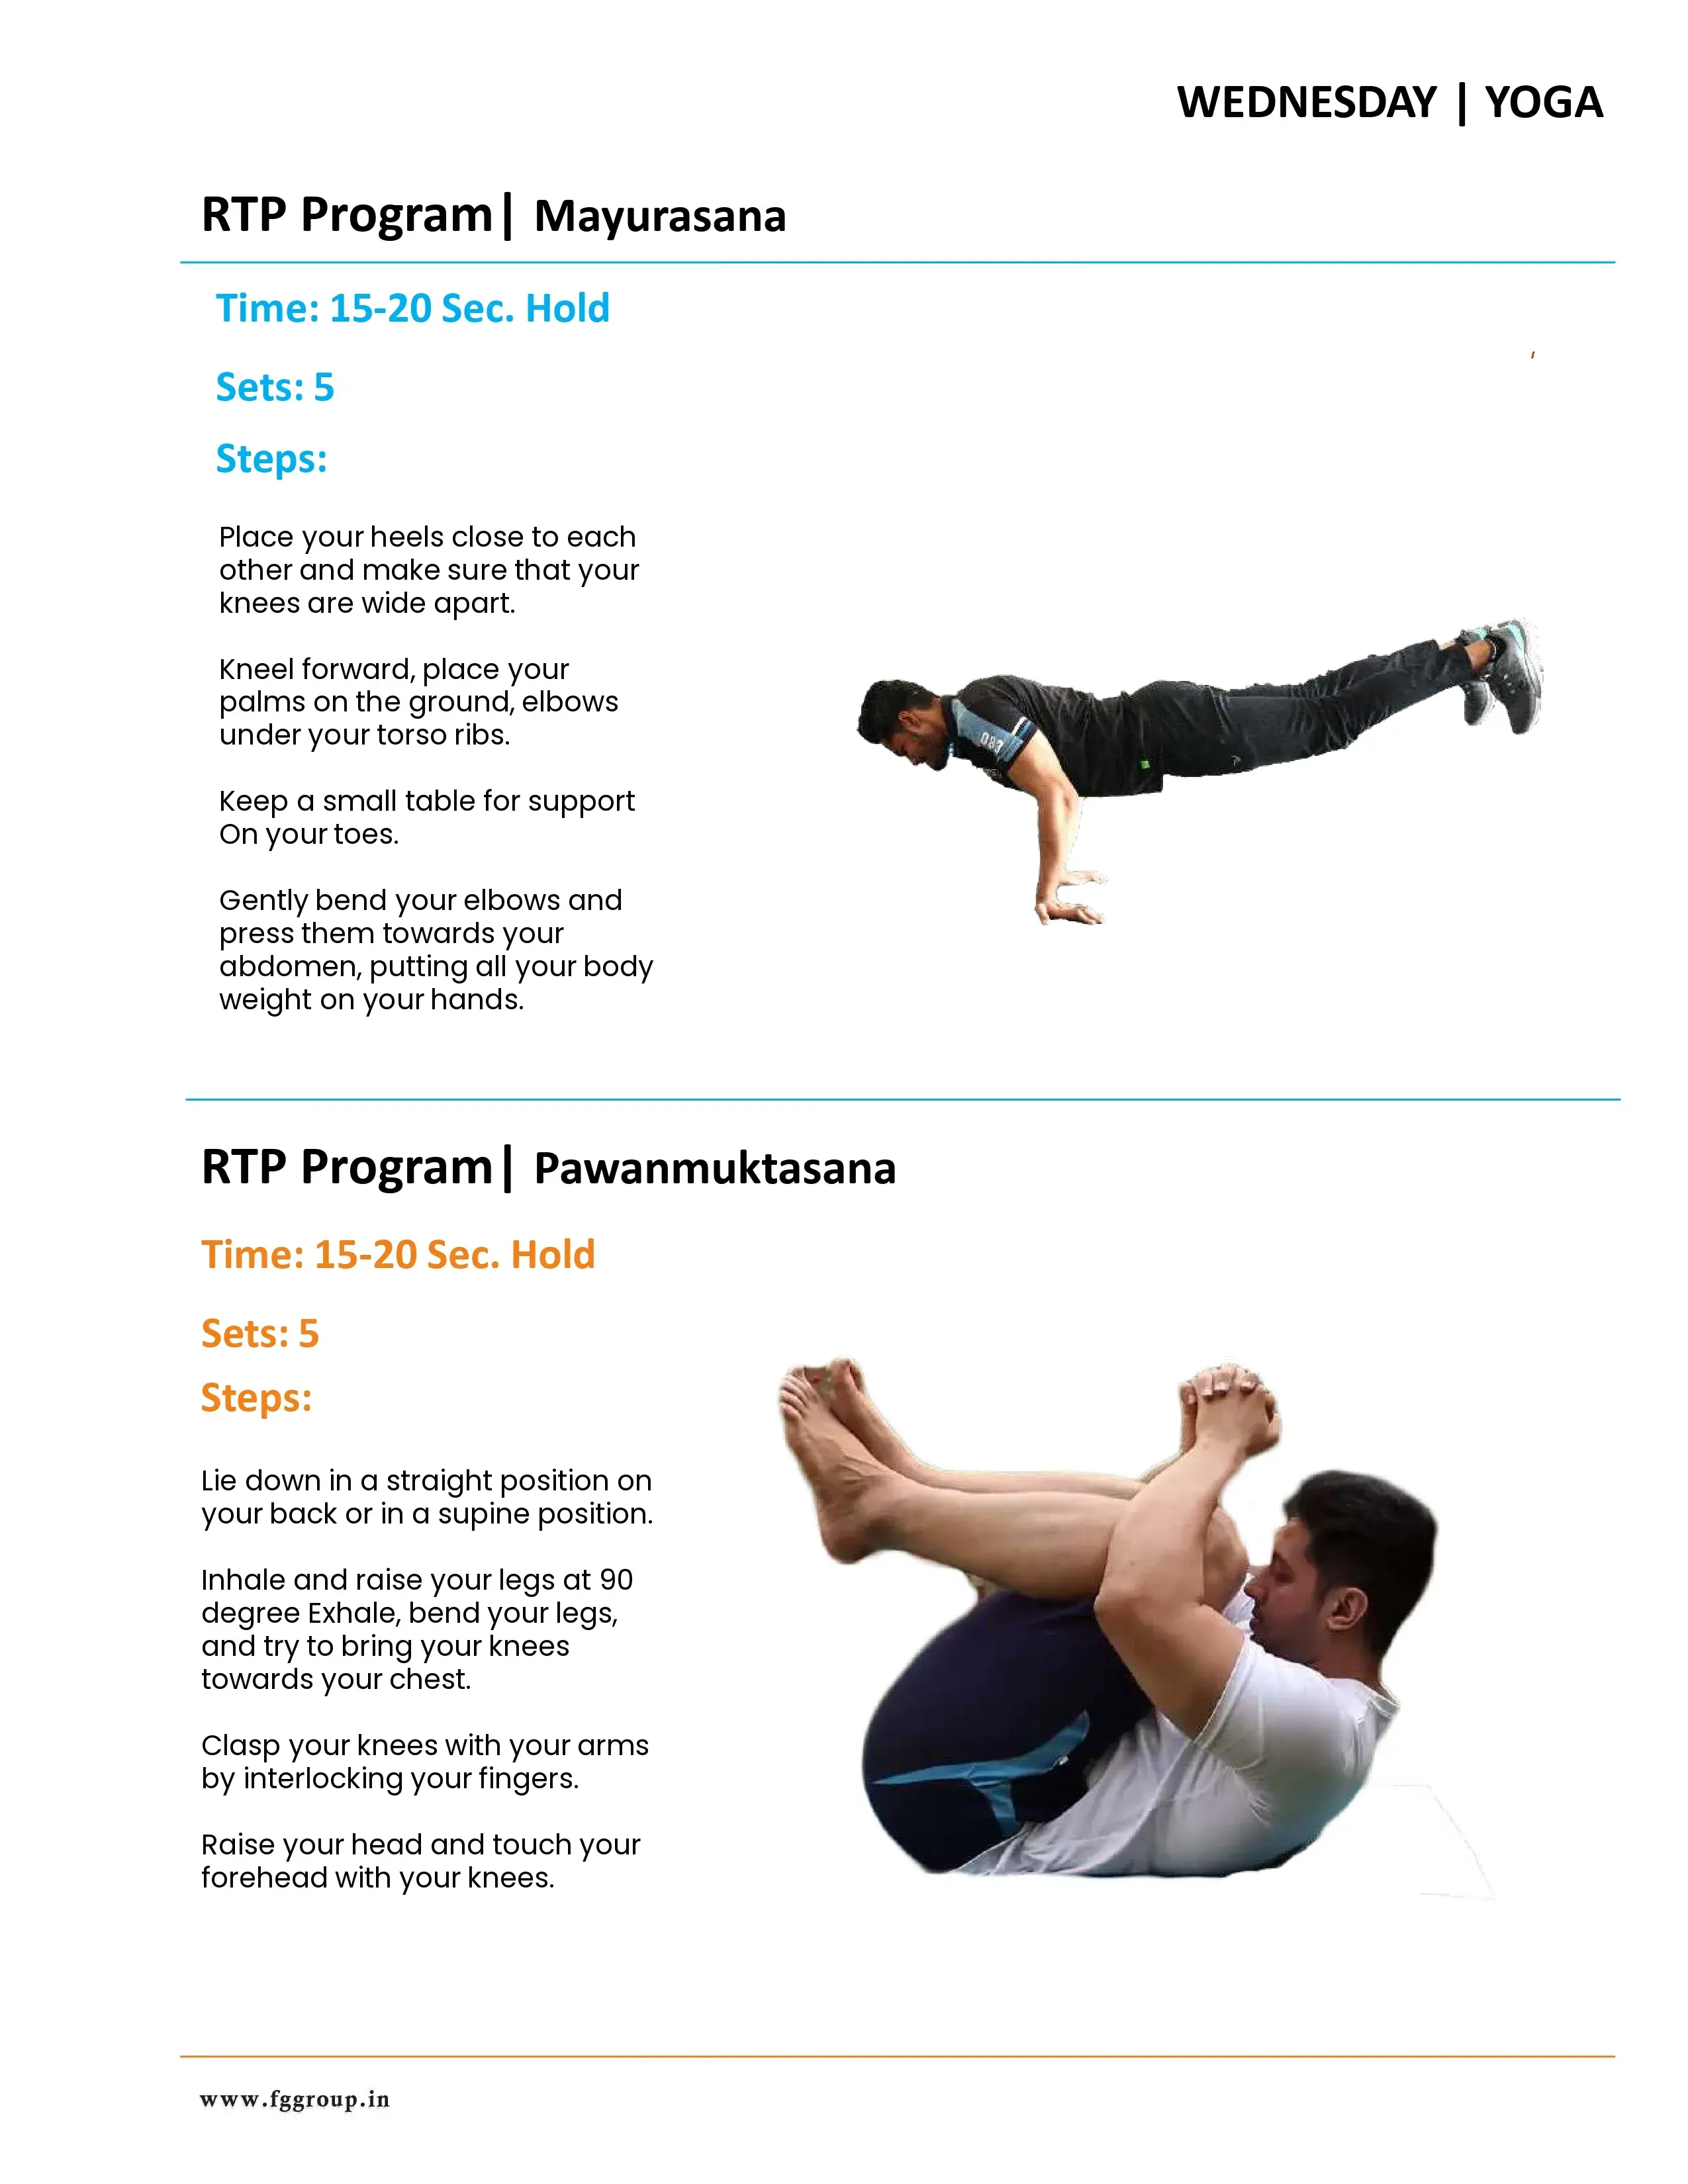 WEDNESDAY | YOGA
RTP Program| Mayurasana
Time: 15-20 Sec. Hold
Sets: 5
Steps:
Place your heels close to each
other and make sure that your
knees are wide apart.
Kneel forward, place your
palms on the ground, elbows
under your torso ribs.
Keep a small table for support
On your toes.
Gently bend your elbows and
press them towards your
abdomen, putting all your body
weight on your hands.
083
RTP Program| Pawanmuktasana
Time: 15-20 Sec. Hold
Sets: 5
Steps:
Lie down in a straight position on
your back or in a supine position.
Inhale and raise your legs at 90
degree Exhale, bend your legs,
and try to bring your knees
towards your chest.
Clasp your knees with your arms
by interlocking your fingers.
Raise your head and touch your
forehead with your knees.
www.fggroup.in